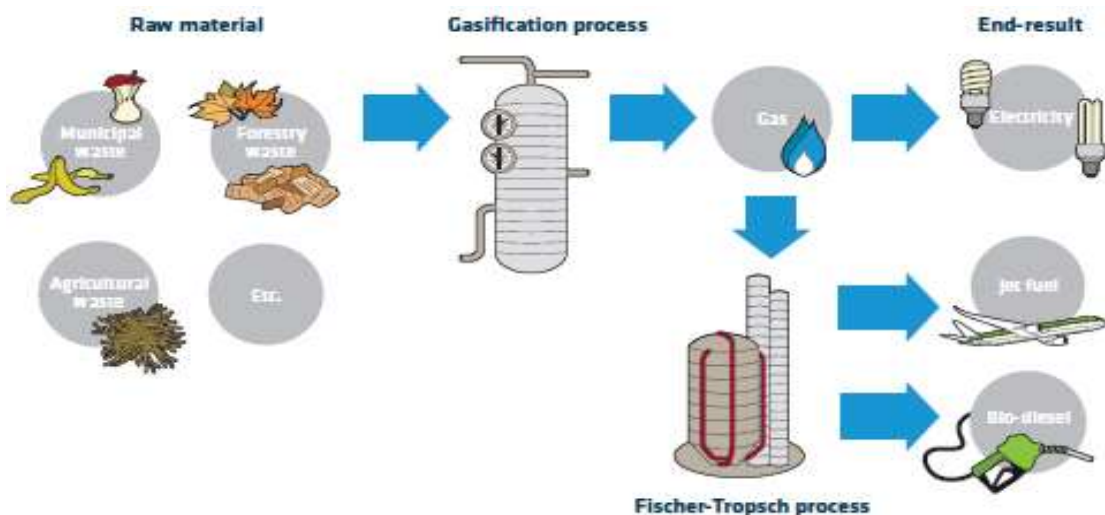 Raw material
Gasification process
End-result
Municipal
waste
Forestry
waste
Gas
Electricity
Agricultural
waste
Etc.
Jet fuel
Bio-diesel
Fischer-Tropsch process